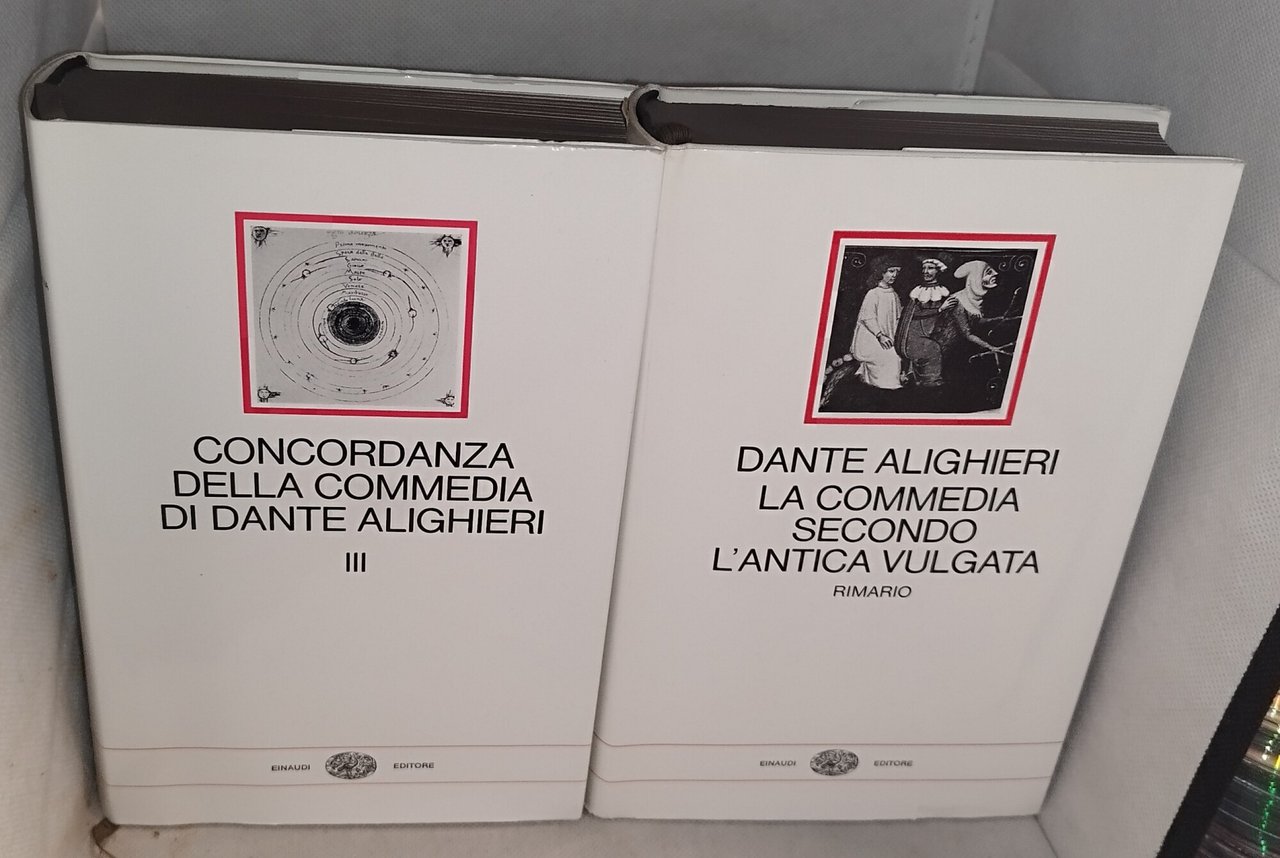 CONCORDANZA
DELLA COMMEDIA
DI DANTE ALIGHIERI
III
EINAUDI EDITORE
DANTE ALIGHIERI
LA COMMEDIA
SECONDO
L'ANTICA VULGATA
RIMARIO
EINAUDI EDITORE